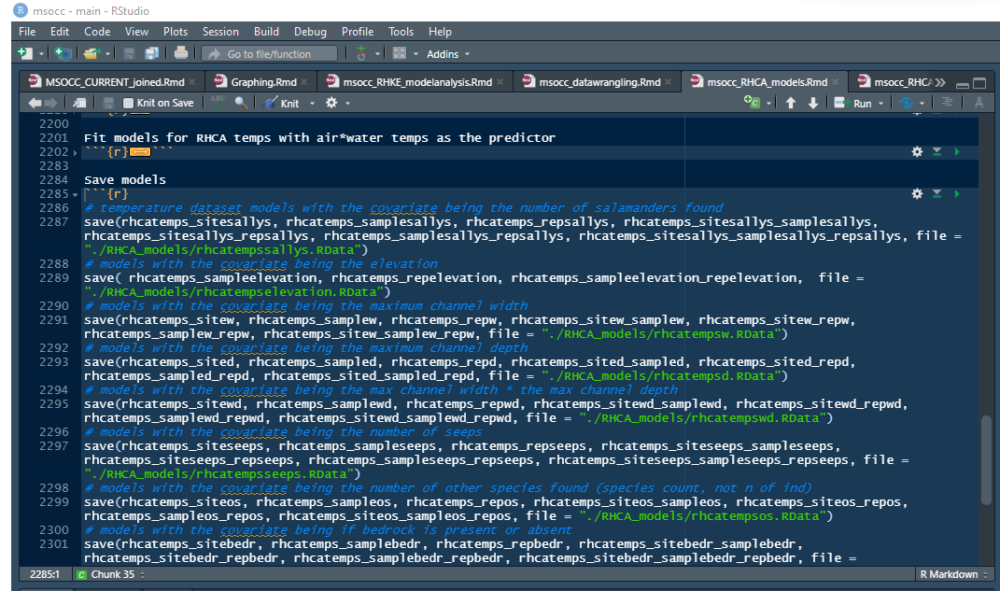 msocc - main - RStudio
File Edit Code View Plots Session Build Debug Profile Tools Help
Go to file/function Addins
MSOCC_CURRENT_joined.Rmd Graphing.Rmd msocc_RHKE_modelanalysis.Rmd msocc_datawrangling.Rmd msocc_RHCA_models.Rmd msocc_RHCA
Knit on Save ABC Knit Run
2200
2201 Fit models for RHCA temps with air*water temps as the predictor
2202 ```{r} ```
2283
2284 Save models
2285 ```{r}
2286 # temperature dataset models with the covariate being the number of salamanders found
2287 save(rhcatemps_sitesallys, rhcatemps_samplesallys, rhcatemps_repsallys, rhcatemps_sitesallys_samplesallys,
rhcatemps_sitesallys_repsallys, rhcatemps_samplesallys_repsallys, rhcatemps_sitesallys_samplesallys_repsallys, file =
"./RHCA_models/rhcatempssallys.RData")
2288 # models with the covariate being the elevation
2289 save( rhcatemps_sampleelevation, rhcatemps_repelevation, rhcatemps_sampleelevation_repelevation,  file =
"./RHCA_models/rhcatempselevation.RData")
2290 # models with the covariate being the maximum channel width
2291 save(rhcatemps_sitew, rhcatemps_samplew, rhcatemps_repw, rhcatemps_sitew_samplew, rhcatemps_sitew_repw,
rhcatemps_samplew_repw, rhcatemps_sitew_samplew_repw, file = "./RHCA_models/rhcatempsw.RData")
2292 # models with the covariate being the maximum channel depth
2293 save(rhcatemps_sited, rhcatemps_sampled, rhcatemps_repd, rhcatemps_sited_sampled, rhcatemps_sited_repd,
rhcatemps_sampled_repd, rhcatemps_sited_sampled_repd, file = "./RHCA_models/rhcatempsd.RData")
2294 # models with the covariate being the max channel width * the max channel depth
2295 save(rhcatemps_sitewd, rhcatemps_samplewd, rhcatemps_repwd, rhcatemps_sitewd_samplewd, rhcatemps_sitewd_repwd,
rhcatemps_samplewd_repwd, rhcatemps_sitewd_samplewd_repwd, file = "./RHCA_models/rhcatempswd.RData")
2296 # models with the covariate being the number of seeps
2297 save(rhcatemps_siteseeps, rhcatemps_sampleseeps, rhcatemps_repseeps, rhcatemps_siteseeps_sampleseeps,
rhcatemps_siteseeps_repseeps, rhcatemps_sampleseeps_repseeps, rhcatemps_siteseeps_sampleseeps_repseeps, file =
"./RHCA_models/rhcatempsseeps.RData")
2298 # models with the covariate being the number of other species found (species count, not n of ind)
2299 save(rhcatemps_siteos, rhcatemps_sampleos, rhcatemps_repos, rhcatemps_siteos_sampleos, rhcatemps_siteos_repos,
rhcatemps_sampleos_repos, rhcatemps_siteos_sampleos_repos, file = "./RHCA_models/rhcatempsos.RData")
2300 # models with the covariate being if bedrock is present or absent
2301 save(rhcatemps_sitebedr, rhcatemps_samplebedr, rhcatemps_repbedr, rhcatemps_sitebedr_samplebedr,
rhcatemps_sitebedr_repbedr, rhcatemps_samplebedr_repbedr, rhcatemps_sitebedr_samplebedr_repbedr, file =
2285:1 Chunk 35 R Markdown